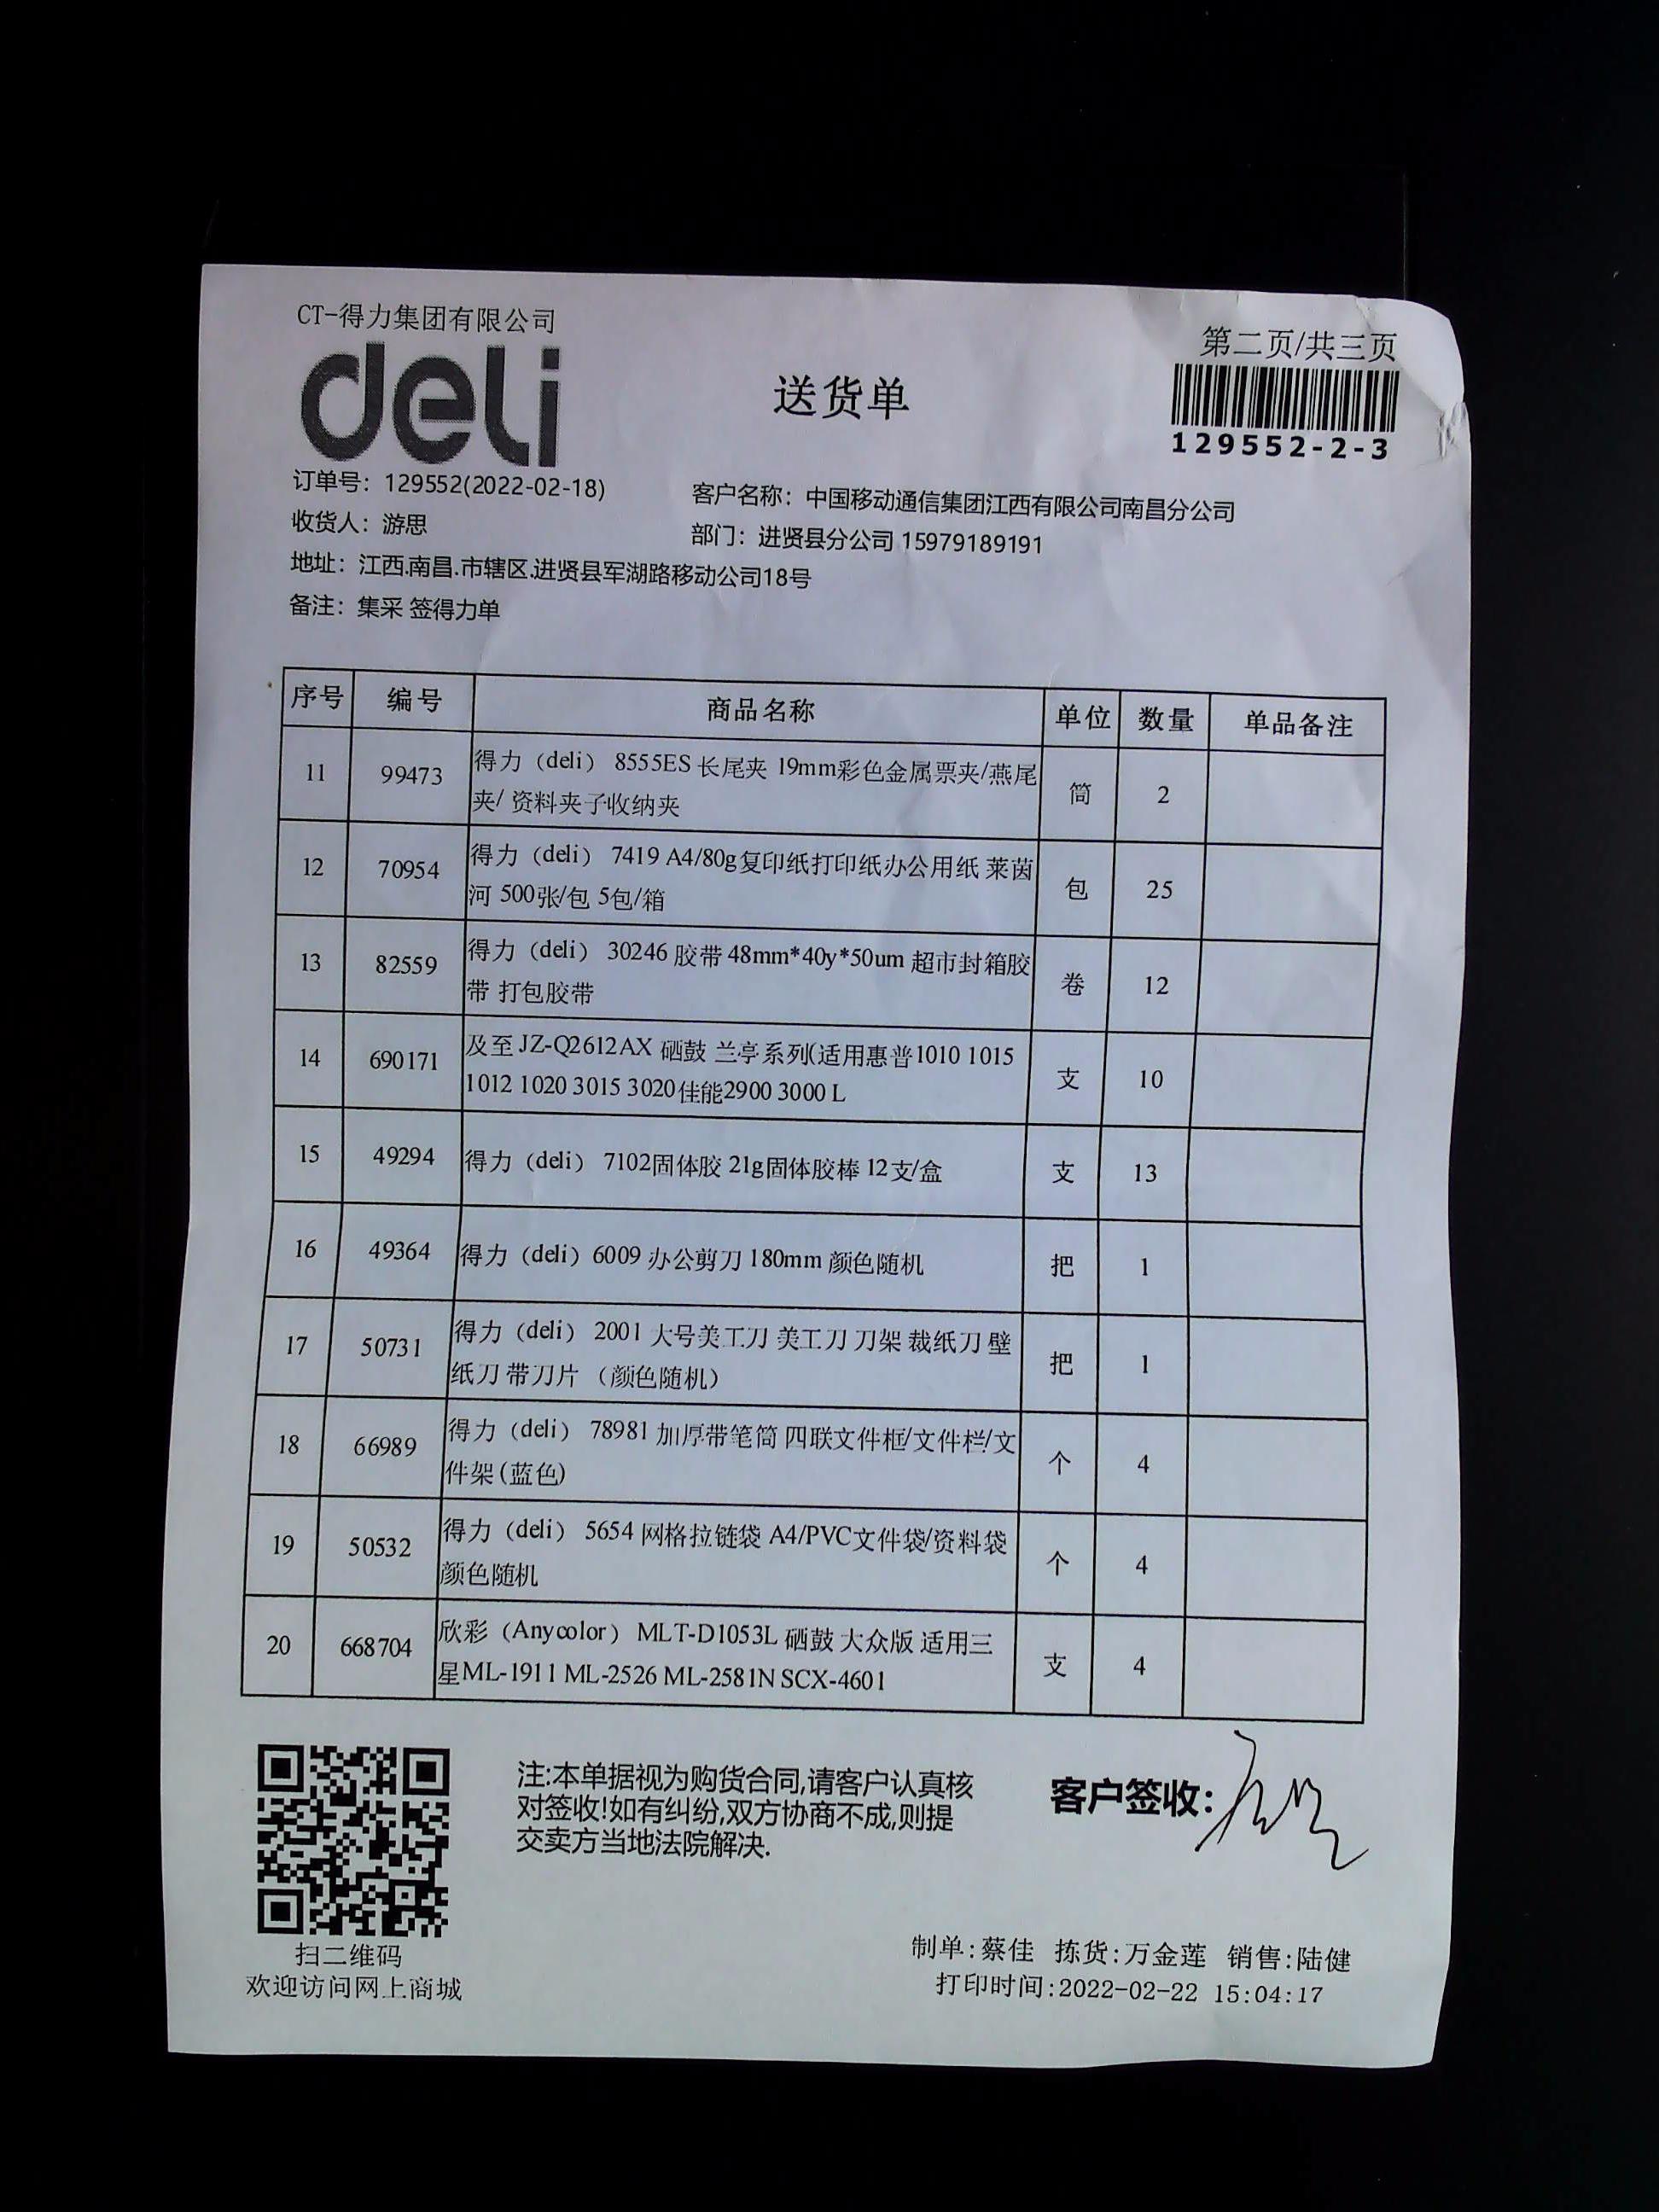 CT-得力集团有限公司
deli
送货单
第二页/共三页
129552-2-3
订单号：129552(2022-02-18)
客户名称：中国移动通信集团江西有限公司南昌分公司
收货人：游思
部门：进贤县分公司 15979189191
地址：江西.南昌.市辖区.进贤县军湖路移动公司18号
备注：集采 签得力单
序号 编号 商品名称 单位 数量 单品备注
11 99473 得力（deli） 8555ES 长尾夹 19mm彩色金属票夹/燕尾
夹/ 资料夹子收纳夹 筒 2
12 70954 得力（deli） 7419 A4/80g复印纸打印纸办公用纸 莱茵
河 500张/包 5包/箱 包 25
13 82559 得力（deli） 30246 胶带 48mm*40y*50um 超市封箱胶
带 打包胶带 卷 12
14 690171 及至 JZ-Q2612AX 硒鼓 兰亭系列(适用惠普1010 1015
1012 1020 3015 3020佳能2900 3000 L 支 10
15 49294 得力（deli） 7102固体胶 21g固体胶棒 12支/盒 支 13
16 49364 得力（deli）6009 办公剪刀 180mm 颜色随机 把 1
17 50731 得力（deli） 2001 大号美工刀 美工刀 刀架 裁纸刀 壁
纸刀 带刀片 （颜色随机） 把 1
18 66989 得力（deli） 78981 加厚带笔筒 四联文件框/文件栏/文
件架(蓝色) 个 4
19 50532 得力（deli） 5654 网格拉链袋 A4/PVC文件袋/资料袋
颜色随机 个 4
20 668704 欣彩（Anycolor） MLT-D1053L 硒鼓 大众版 适用三
星ML-1911 ML-2526 ML-2581N SCX-4601 支 4
注:本单据视为购货合同,请客户认真核
对签收!如有纠纷,双方协商不成,则提
交卖方当地法院解决.
客户签收:
扫二维码
欢迎访问网上商城
制单:蔡佳 拣货:万金莲 销售:陆健
打印时间:2022-02-22 15:04:17